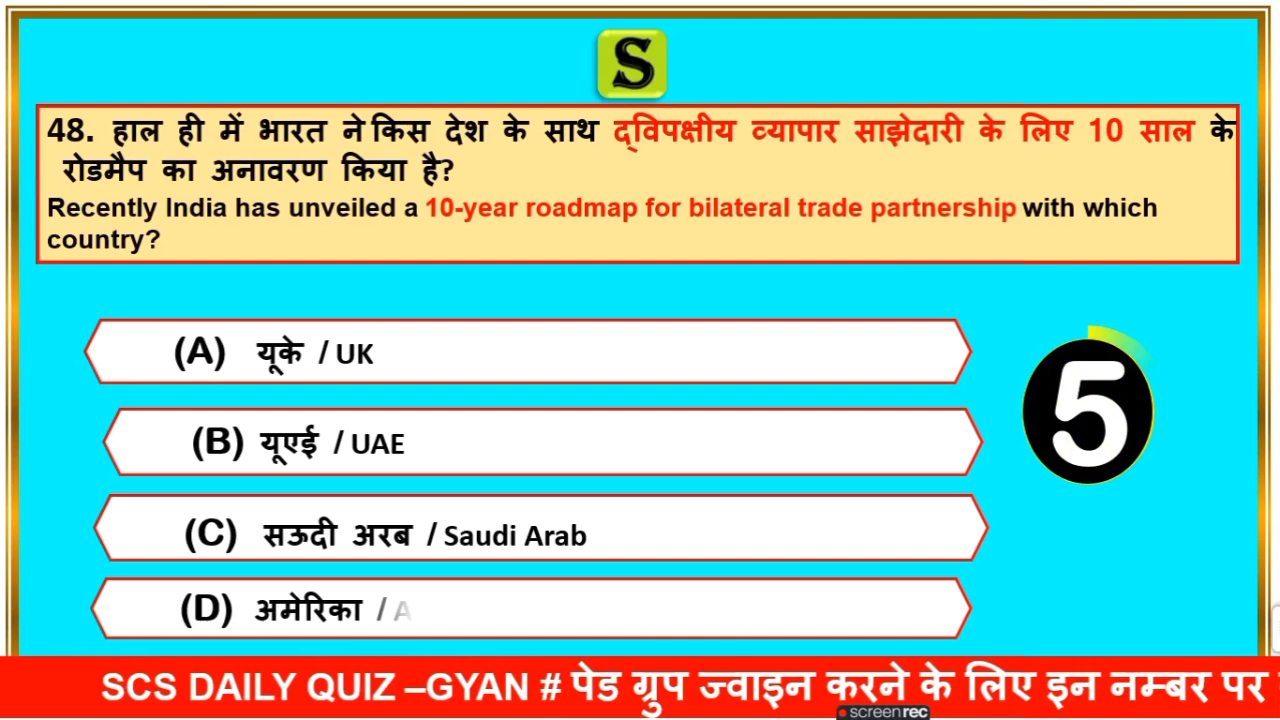 S
48. हाल ही में भारत ने किस देश के साथ द्विपक्षीय व्यापार साझेदारी के लिए 10 साल के
रोडमैप का अनावरण किया है?
Recently India has unveiled a 10-year roadmap for bilateral trade partnership with which
country?
(A) यूके / UK
(B) यूएई / UAE
5
(C) सऊदी अरब / Saudi Arab
(D) अमेरिका / A
SCS DAILY QUIZ –GYAN # पेड ग्रुप ज्वाइन करने के लिए इन नम्बर पर
screenrec